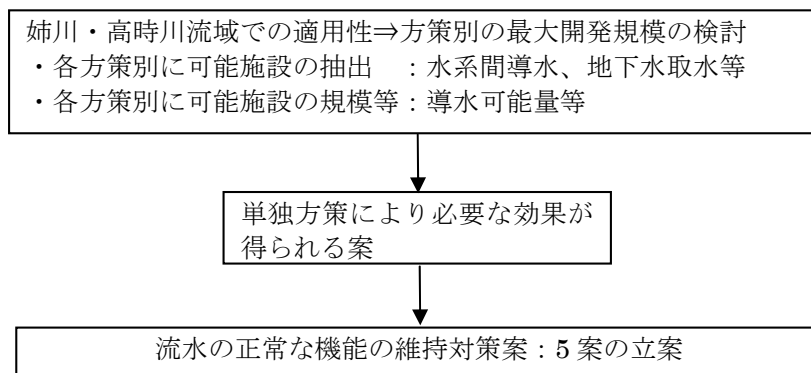 姉川・高時川流域での適用性⇒方策別の最大開発規模の検討
・各方策別に可能施設の抽出　：水系間導水、地下水取水等
・各方策別に可能施設の規模等：導水可能量等
単独方策により必要な効果が
得られる案
流水の正常な機能の維持対策案：5 案の立案